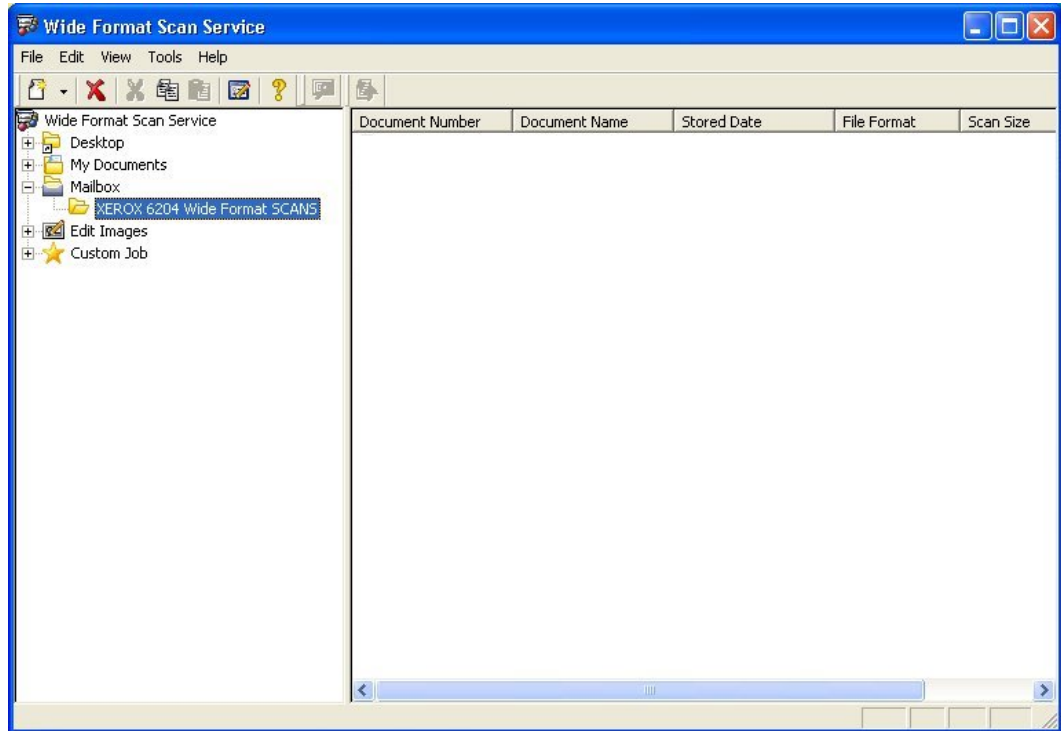 Wide Format Scan Service
File Edit View Tools Help
Wide Format Scan Service
Desktop
My Documents
Mailbox
XEROX 6204 Wide Format SCANS
Edit Images
Custom Job
Document Number Document Name Stored Date File Format Scan Size